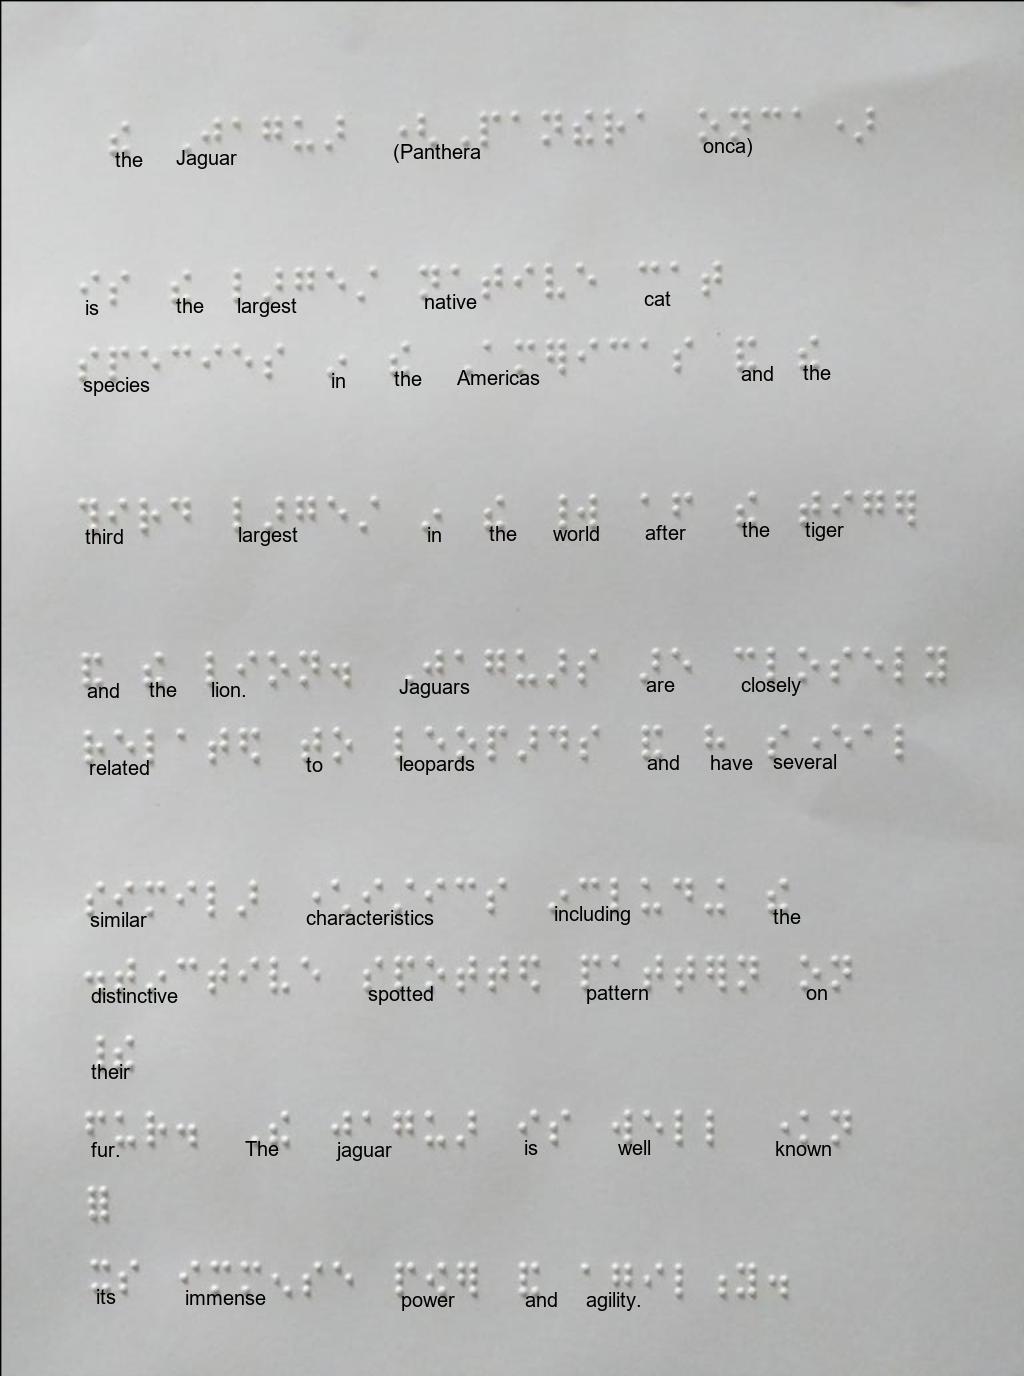 the Jaguar (Panthera onca)
is the largest native cat
species in the Americas and the
third largest in the world after the tiger
and the lion. Jaguars are closely
related to leopards and have several
similar characteristics including the
distinctive spotted pattern on
their
fur. The jaguar is well known
⠿
its immense power and agility.